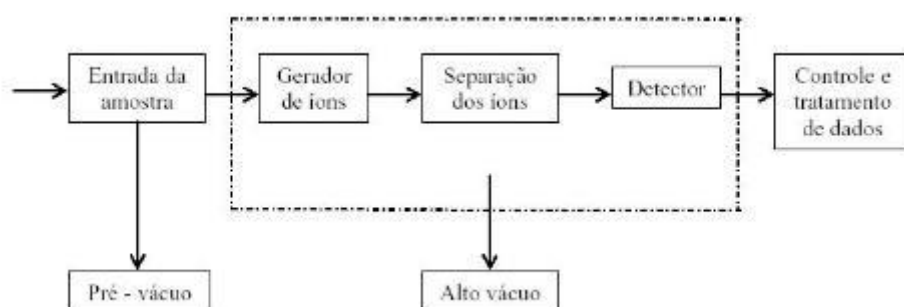 Entrada da
amostra
Gerador
de íons
Separação
dos íons
Detector
Controle e
tratamento
de dados
Pré - vácuo
Alto vácuo